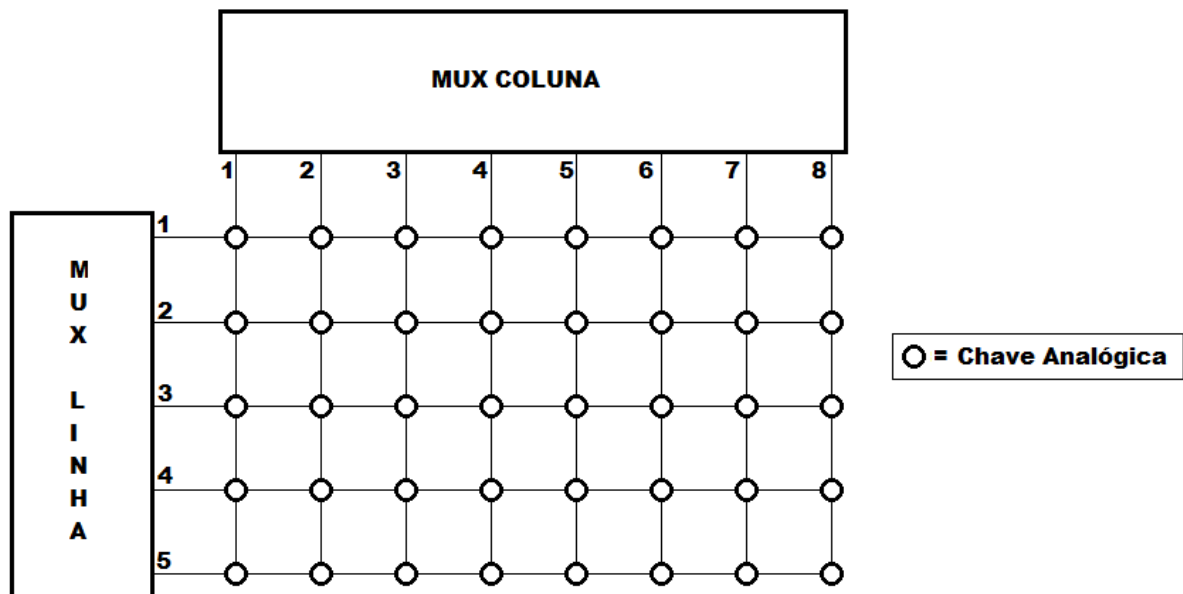 MUX COLUNA
1 2 3 4 5 6 7 8
1
M
U
2
X
= Chave Analógica
3
L
I
N
4
H
A
5